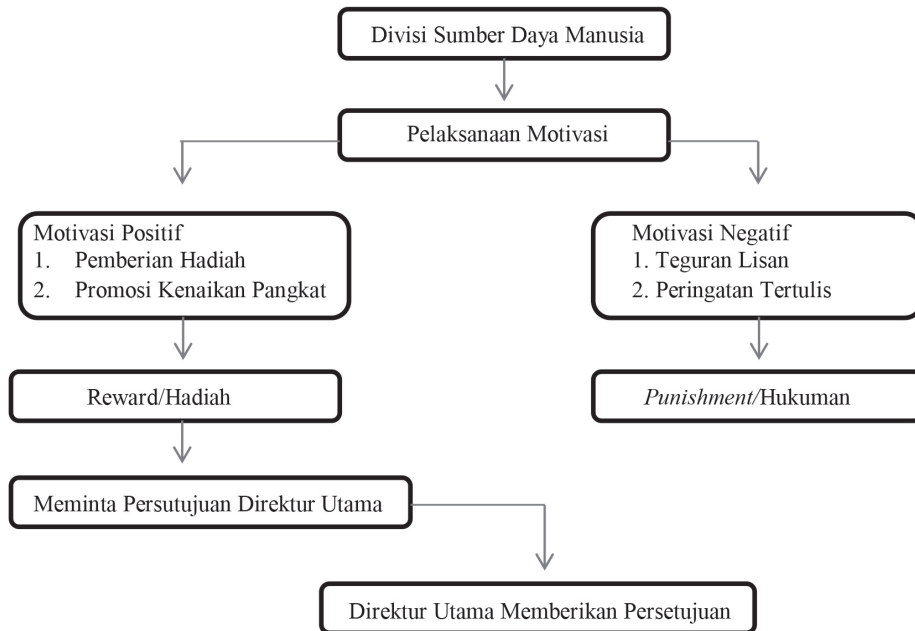 Divisi Sumber Daya Manusia
Pelaksanaan Motivasi
Motivasi Positif
1. Pemberian Hadiah
2. Promosi Kenaikan Pangkat
Motivasi Negatif
1. Teguran Lisan
2. Peringatan Tertulis
Reward/Hadiah
Punishment/Hukuman
Meminta Persutujuan Direktur Utama
Direktur Utama Memberikan Persetujuan